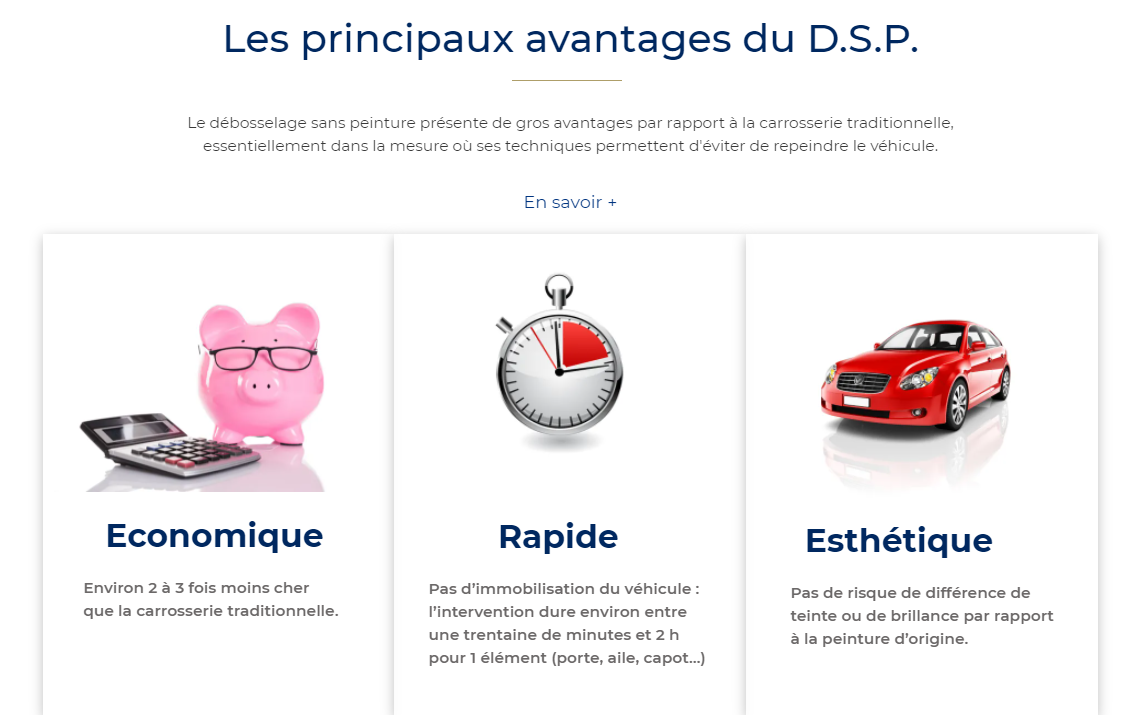 Les principaux avantages du D.S.P.
Le débosselage sans peinture présente de gros avantages par rapport à la carrosserie traditionnelle,
essentiellement dans la mesure où ses techniques permettent d'éviter de repeindre le véhicule.
En savoir +
Economique
Environ 2 à 3 fois moins cher
que la carrosserie traditionnelle.
Rapide
Pas d’immobilisation du véhicule :
l’intervention dure environ entre
une trentaine de minutes et 2 h
pour 1 élément (porte, aile, capot…)
Esthétique
Pas de risque de différence de
teinte ou de brillance par rapport
à la peinture d’origine.